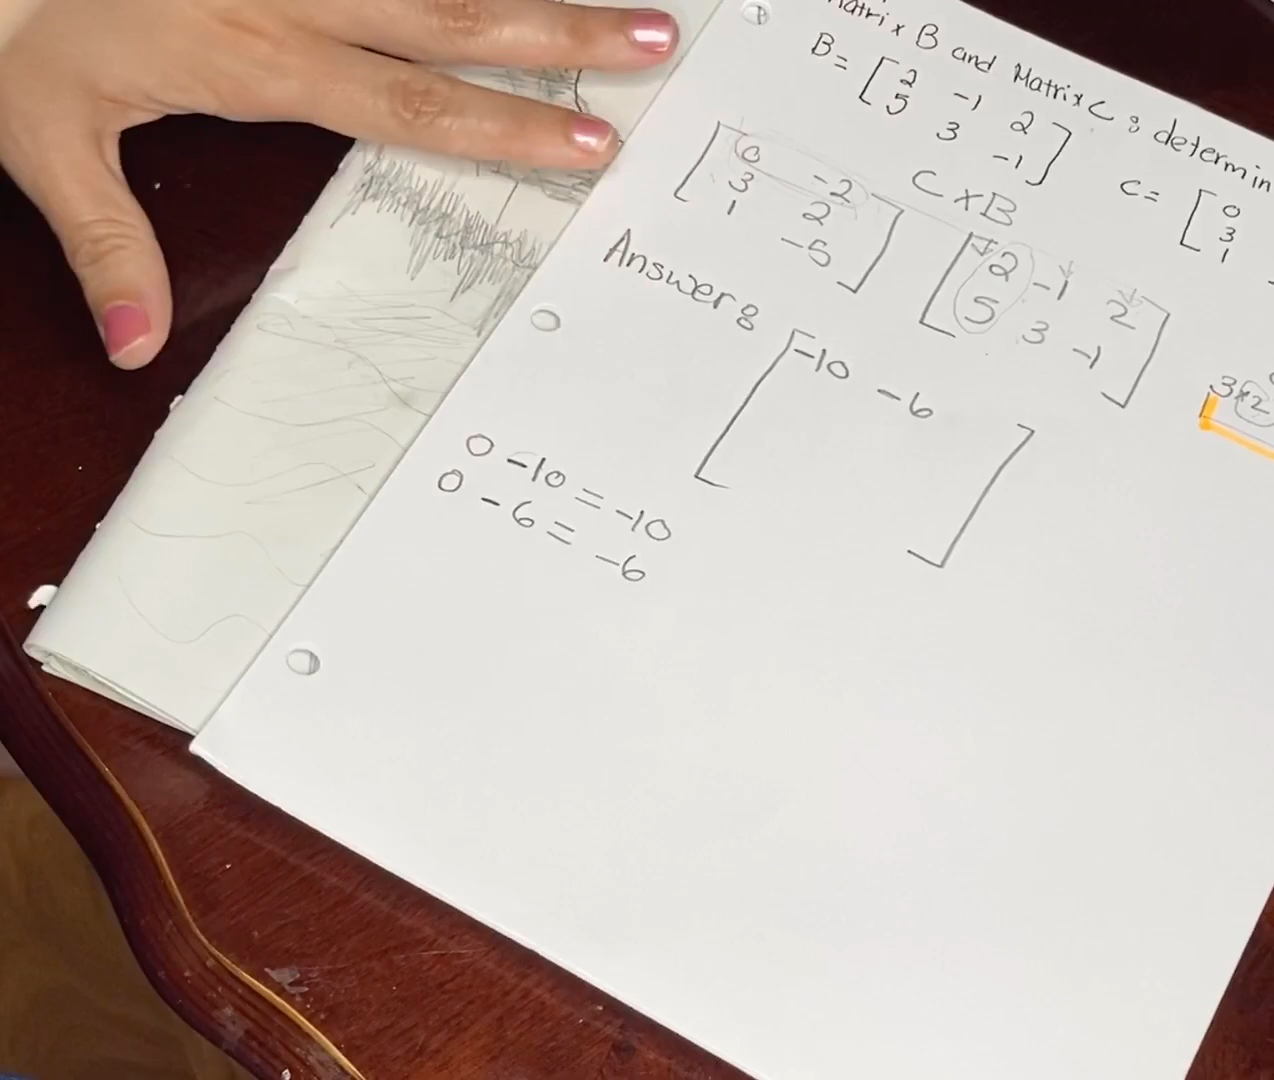 Matrix B and Matrix C: determin
B = [ 2 -1 2
5 3 -1 ]
C = [ 0
3
1
C x B
[ 0 -2
3 2
1 -5 ]
[ 2 -1 2
5 3 -1 ]
3x2
Answer:
[ -10 -6 ]
0 - 10 = -10
0 - 6 = -6